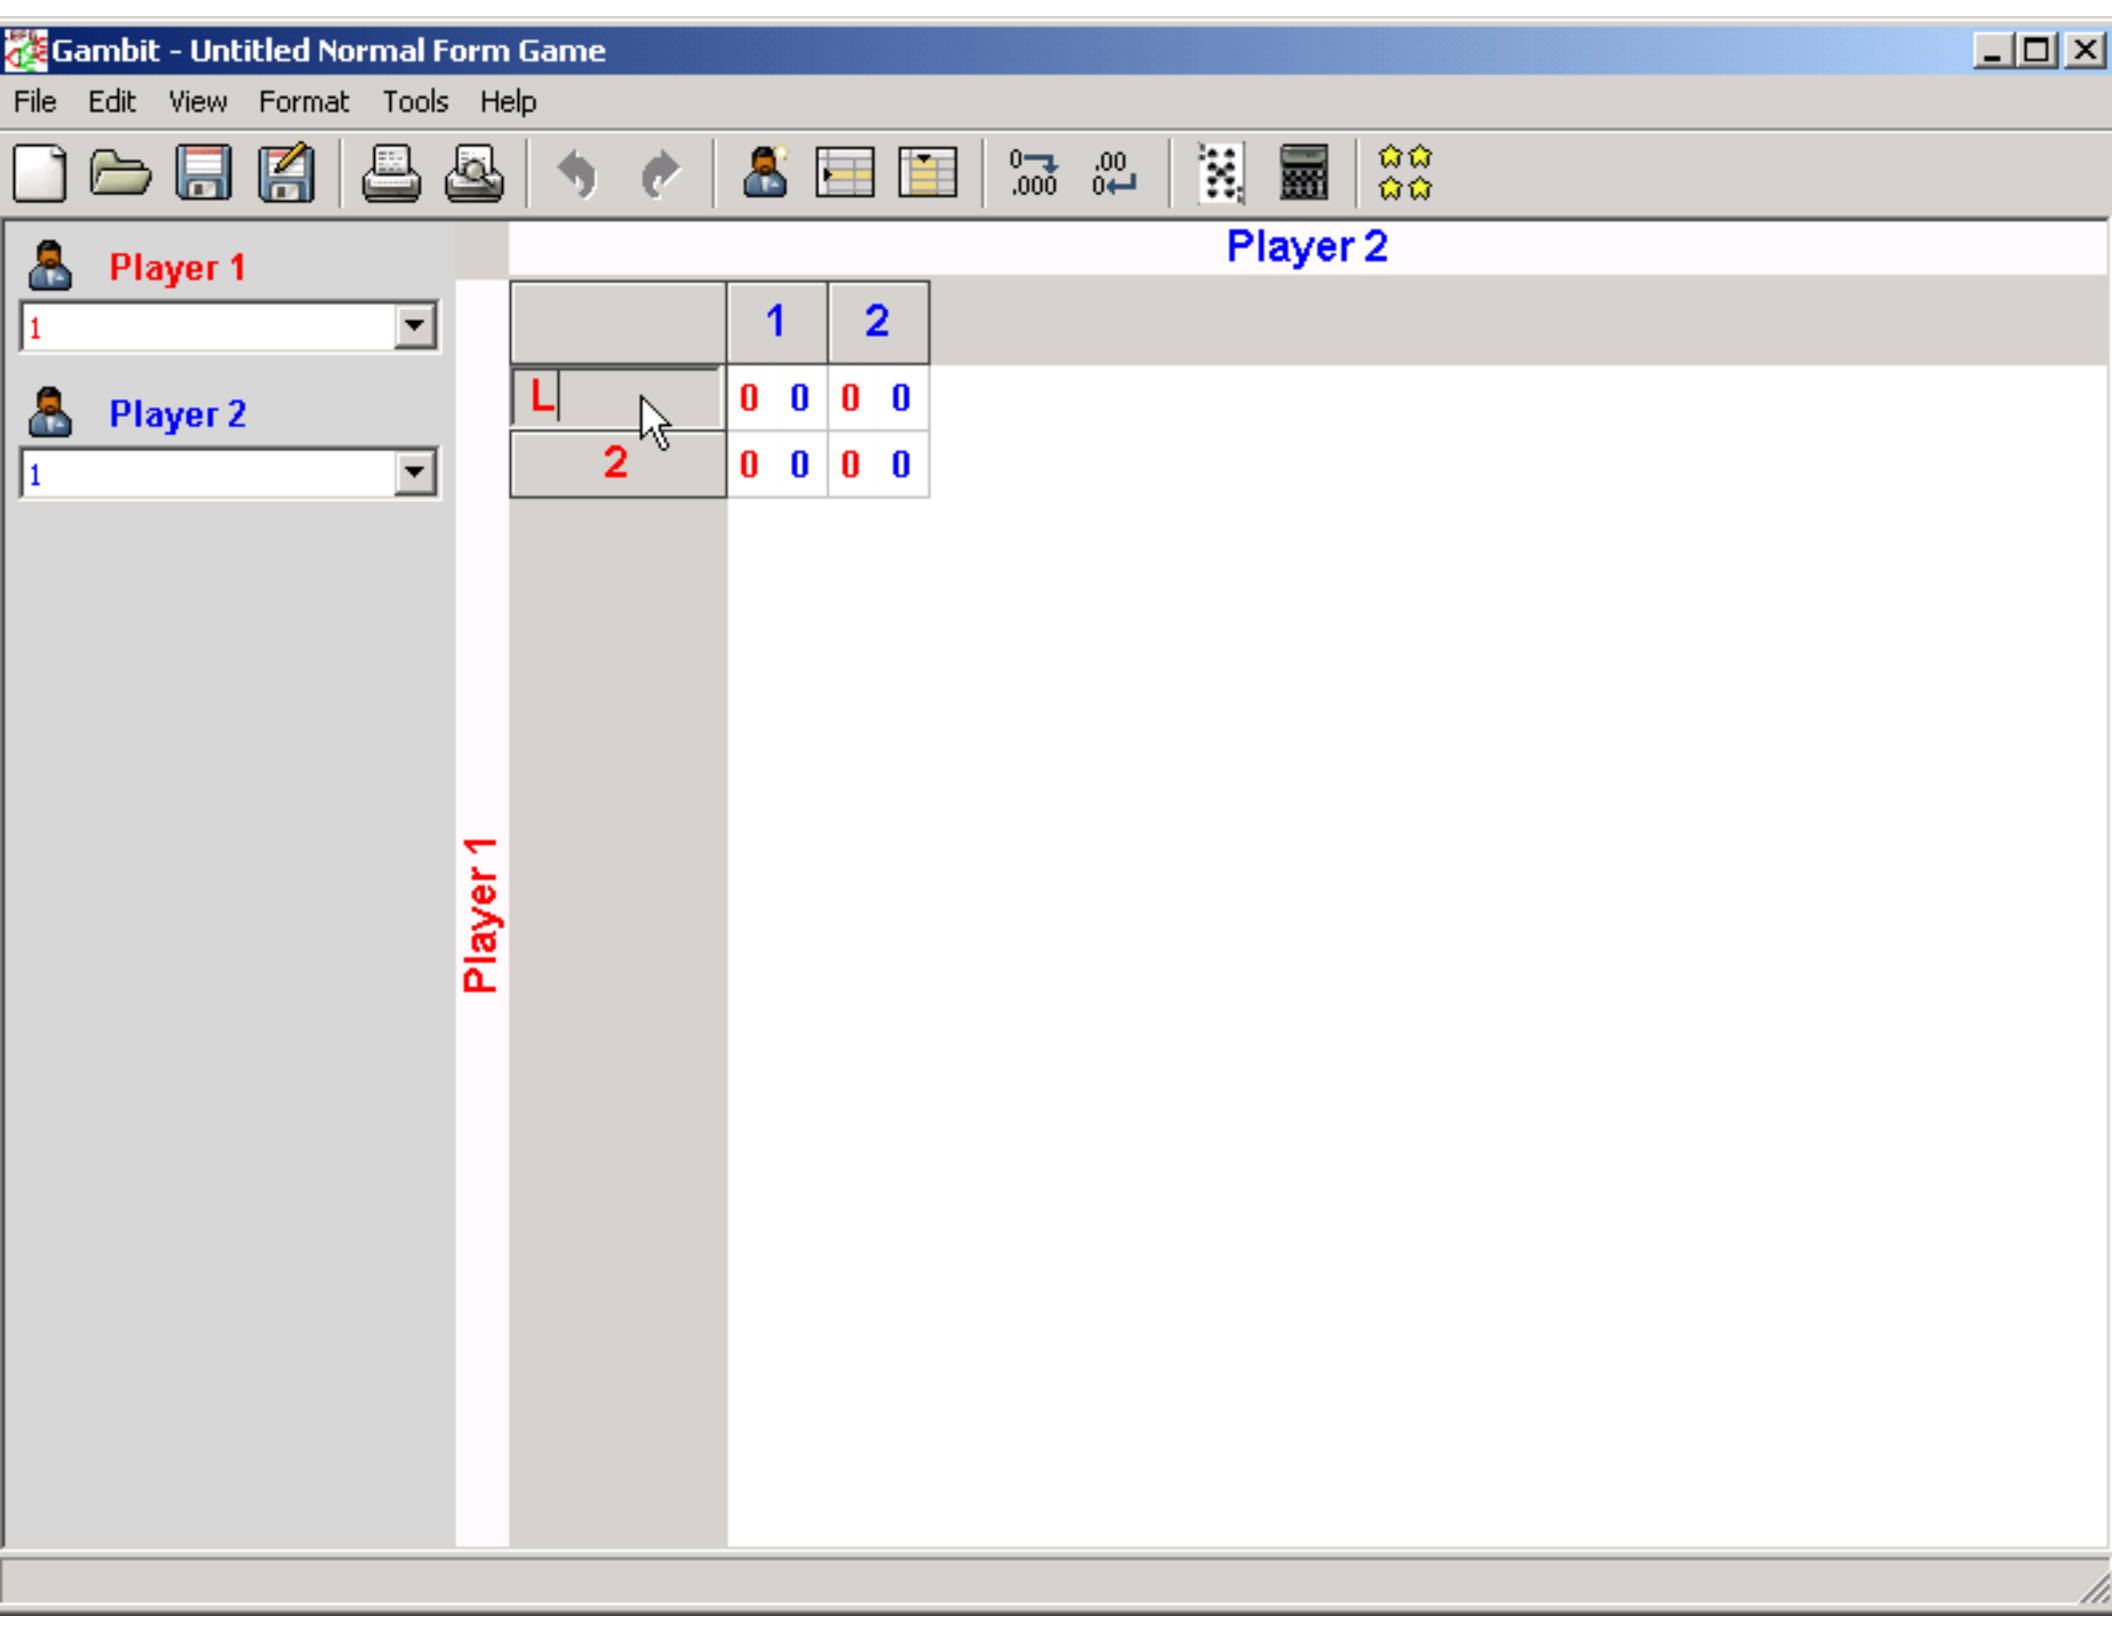 Gambit - Untitled Normal Form Game
File Edit View Format Tools Help
0 .000 .00 0
Player 1
1
Player 2
1
Player 2
Player 1
1 2
L 0 0 0 0
2 0 0 0 0